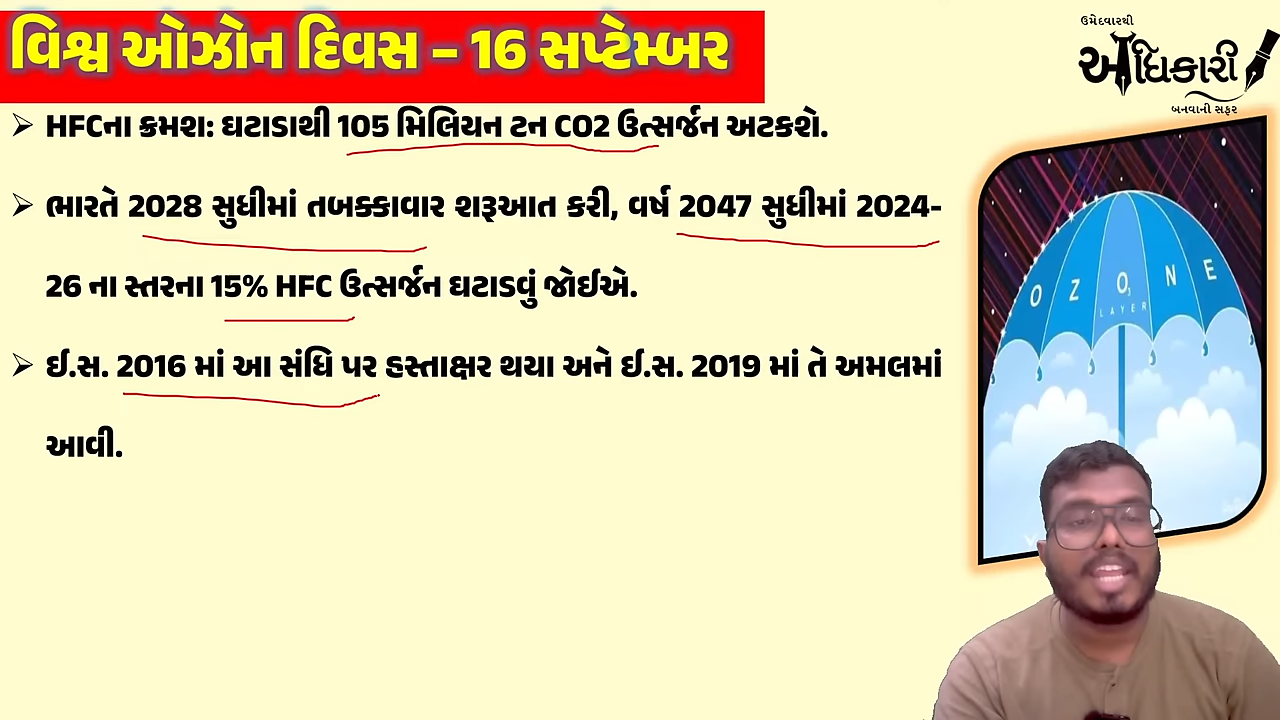 વિશ્વ ઓઝોન દિવસ – 16 સપ્ટેમ્બર
ઉમેદવારથી
અધિકારી
બનવાની સફર
➢ HFCના ક્રમશ: ઘટાડાથી 105 મિલિયન ટન CO2 ઉત્સર્જન અટકશે.
➢ ભારતે 2028 સુધીમાં તબક્કાવાર શરૂઆત કરી, વર્ષ 2047 સુધીમાં 2024-
26 ના સ્તરના 15% HFC ઉત્સર્જન ઘટાડવું જોઈએ.
➢ ઈ.સ. 2016 માં આ સંધિ પર હસ્તાક્ષર થયા અને ઈ.સ. 2019 માં તે અમલમાં
આવી.
OZONE
O3
LAYER